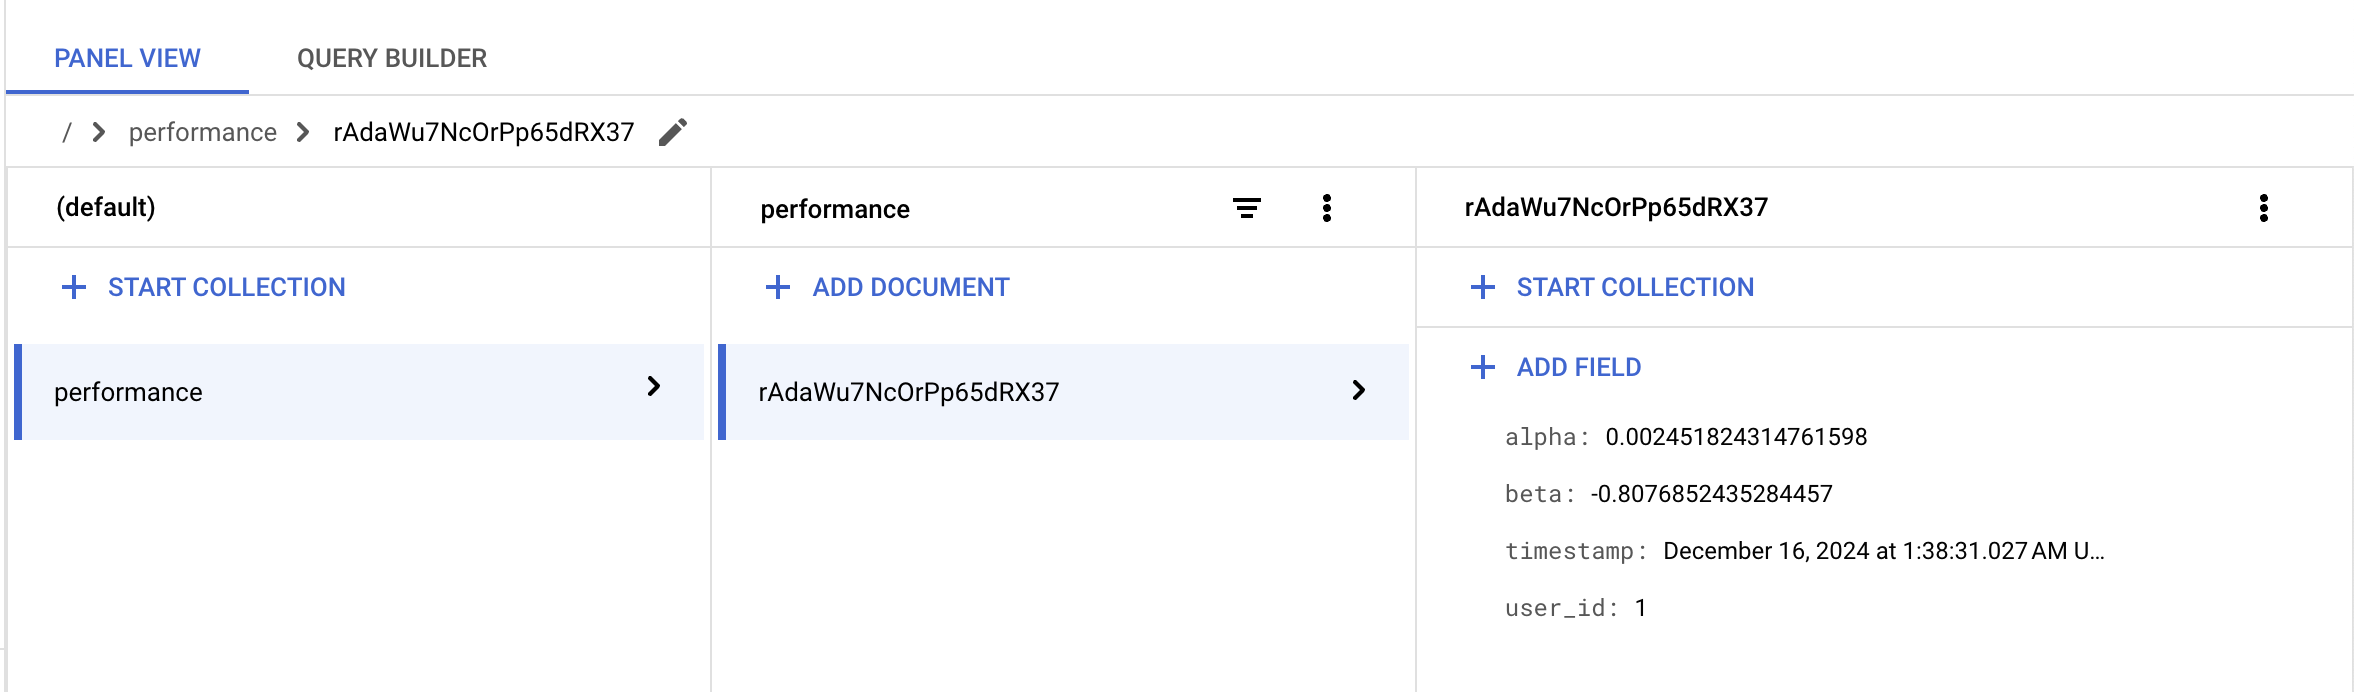 PANEL VIEW
QUERY BUILDER
/ performance rAdaWu7NcOrPp65dRX37
(default)
START COLLECTION
performance
performance
ADD DOCUMENT
rAdaWu7NcOrPp65dRX37
rAdaWu7NcOrPp65dRX37
START COLLECTION
ADD FIELD
alpha: 0.002451824314761598
beta: -0.8076852435284457
timestamp: December 16, 2024 at 1:38:31.027 AM U…
user_id: 1